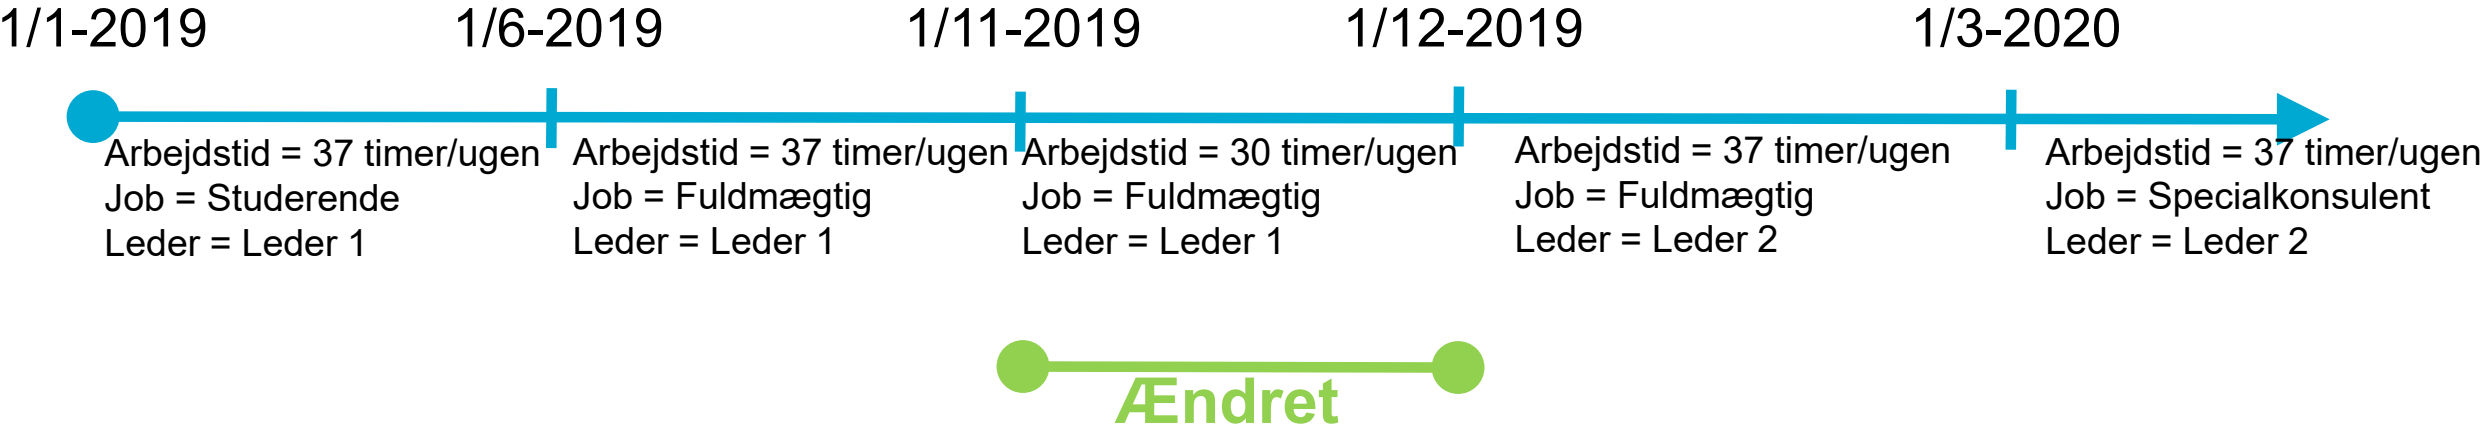 1/1-2019
1/6-2019
1/11-2019
1/12-2019
1/3-2020
Arbejdstid = 37 timer/ugen
Job = Studerende
Leder = Leder 1
Arbejdstid = 37 timer/ugen
Job = Fuldmægtig
Leder = Leder 1
Arbejdstid = 30 timer/ugen
Job = Fuldmægtig
Leder = Leder 1
Arbejdstid = 37 timer/ugen
Job = Fuldmægtig
Leder = Leder 2
Arbejdstid = 37 timer/ugen
Job = Specialkonsulent
Leder = Leder 2
Ændret